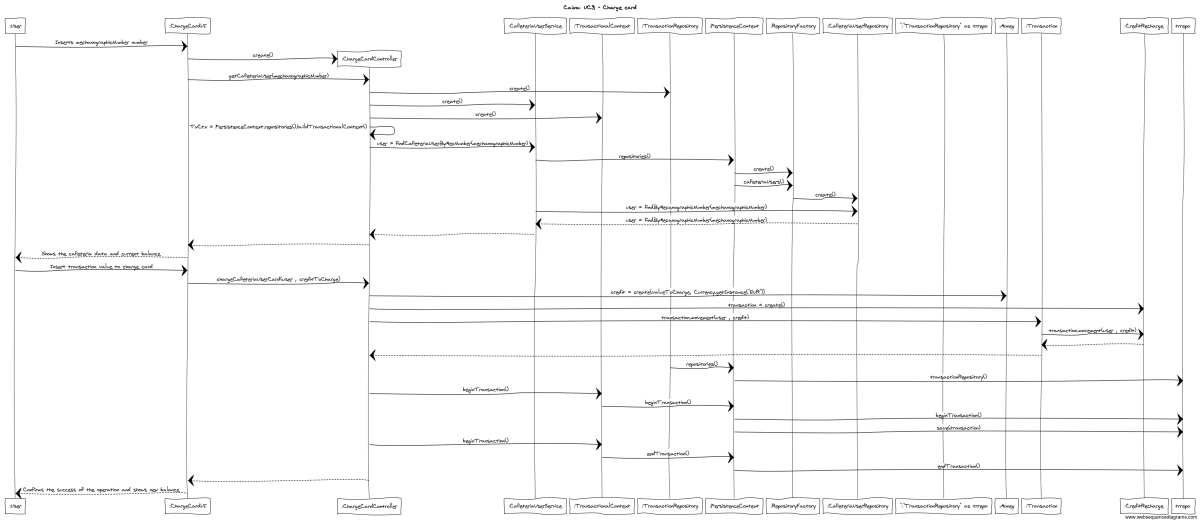 Caixa: UC3 - Charge card
:User :ChargeCardUI :CafeteriaUserService :TransactionalContext :TransactionRepository :PersistenceContext :RepositoryFactory :CafeteriaUserRepository ":TransactionRepository" as trrepo :Money :Transaction :CreditRecharge trrepo
Inserts mechanographicNumber number
create()
:ChargeCardController
getCafeteriaUser(mechanographicNumber)
create()
create()
create()
TxCtx = PersistenceContext.repositories().buildTransactionalContext()
user = findCafeteriaUserByMecNumber(mechanographicNumber)
repositories()
create()
cafeteriaUsers()
create()
user = findByMecanographicNumber(mechanographicNumber)
user = findByMecanographicNumber(mechanographicNumber)
Shows the cafeteria data and current balance
Insert transaction value to charge card
chargeCafeteriaUserCard(user , creditToCharge)
credit = create(valueToCharge, Currency.getInstance("EUR"))
transaction = create()
transaction.movement(user , credit)
transaction.movement(user , credit)
repositories()
transactionRepository()
beginTransaction()
beginTransaction()
beginTransaction()
save(transaction)
beginTransaction()
endTransaction()
endTransaction()
Confirms the success of the operation and shows new balance
:User :ChargeCardUI :ChargeCardController :CafeteriaUserService :TransactionalContext :TransactionRepository :PersistenceContext :RepositoryFactory :CafeteriaUserRepository ":TransactionRepository" as trrepo :Money :Transaction :CreditRecharge trrepo
www.websequencediagrams.com